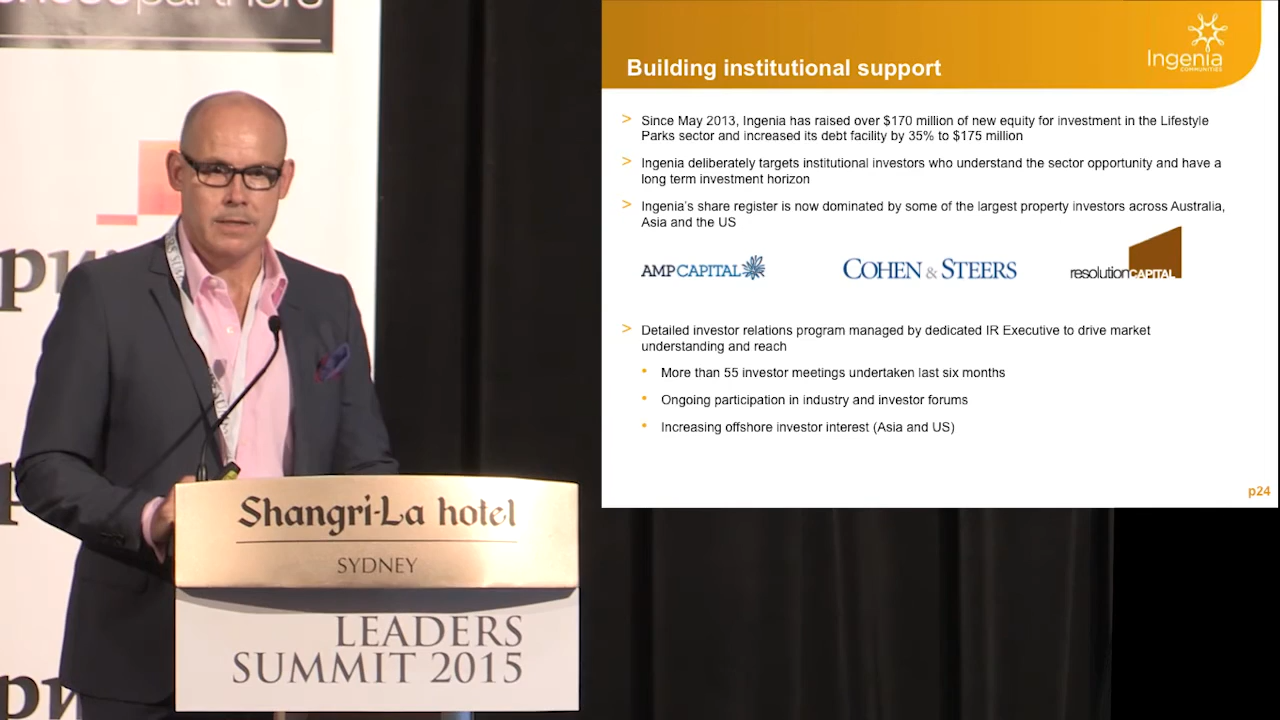 partners
pw
Shangri-La hotel
SYDNEY
LEADERS
SUMMIT 2015
Building institutional support
Ingenia
COMMUNITIES
> Since May 2013, Ingenia has raised over $170 million of new equity for investment in the Lifestyle
Parks sector and increased its debt facility by 35% to $175 million
> Ingenia deliberately targets institutional investors who understand the sector opportunity and have a
long term investment horizon
> Ingenia's share register is now dominated by some of the largest property investors across Australia,
Asia and the US
AMP CAPITAL
COHEN & STEERS
resolutionCAPITAL
> Detailed investor relations program managed by dedicated IR Executive to drive market
understanding and reach
• More than 55 investor meetings undertaken last six months
• Ongoing participation in industry and investor forums
• Increasing offshore investor interest (Asia and US)
p24